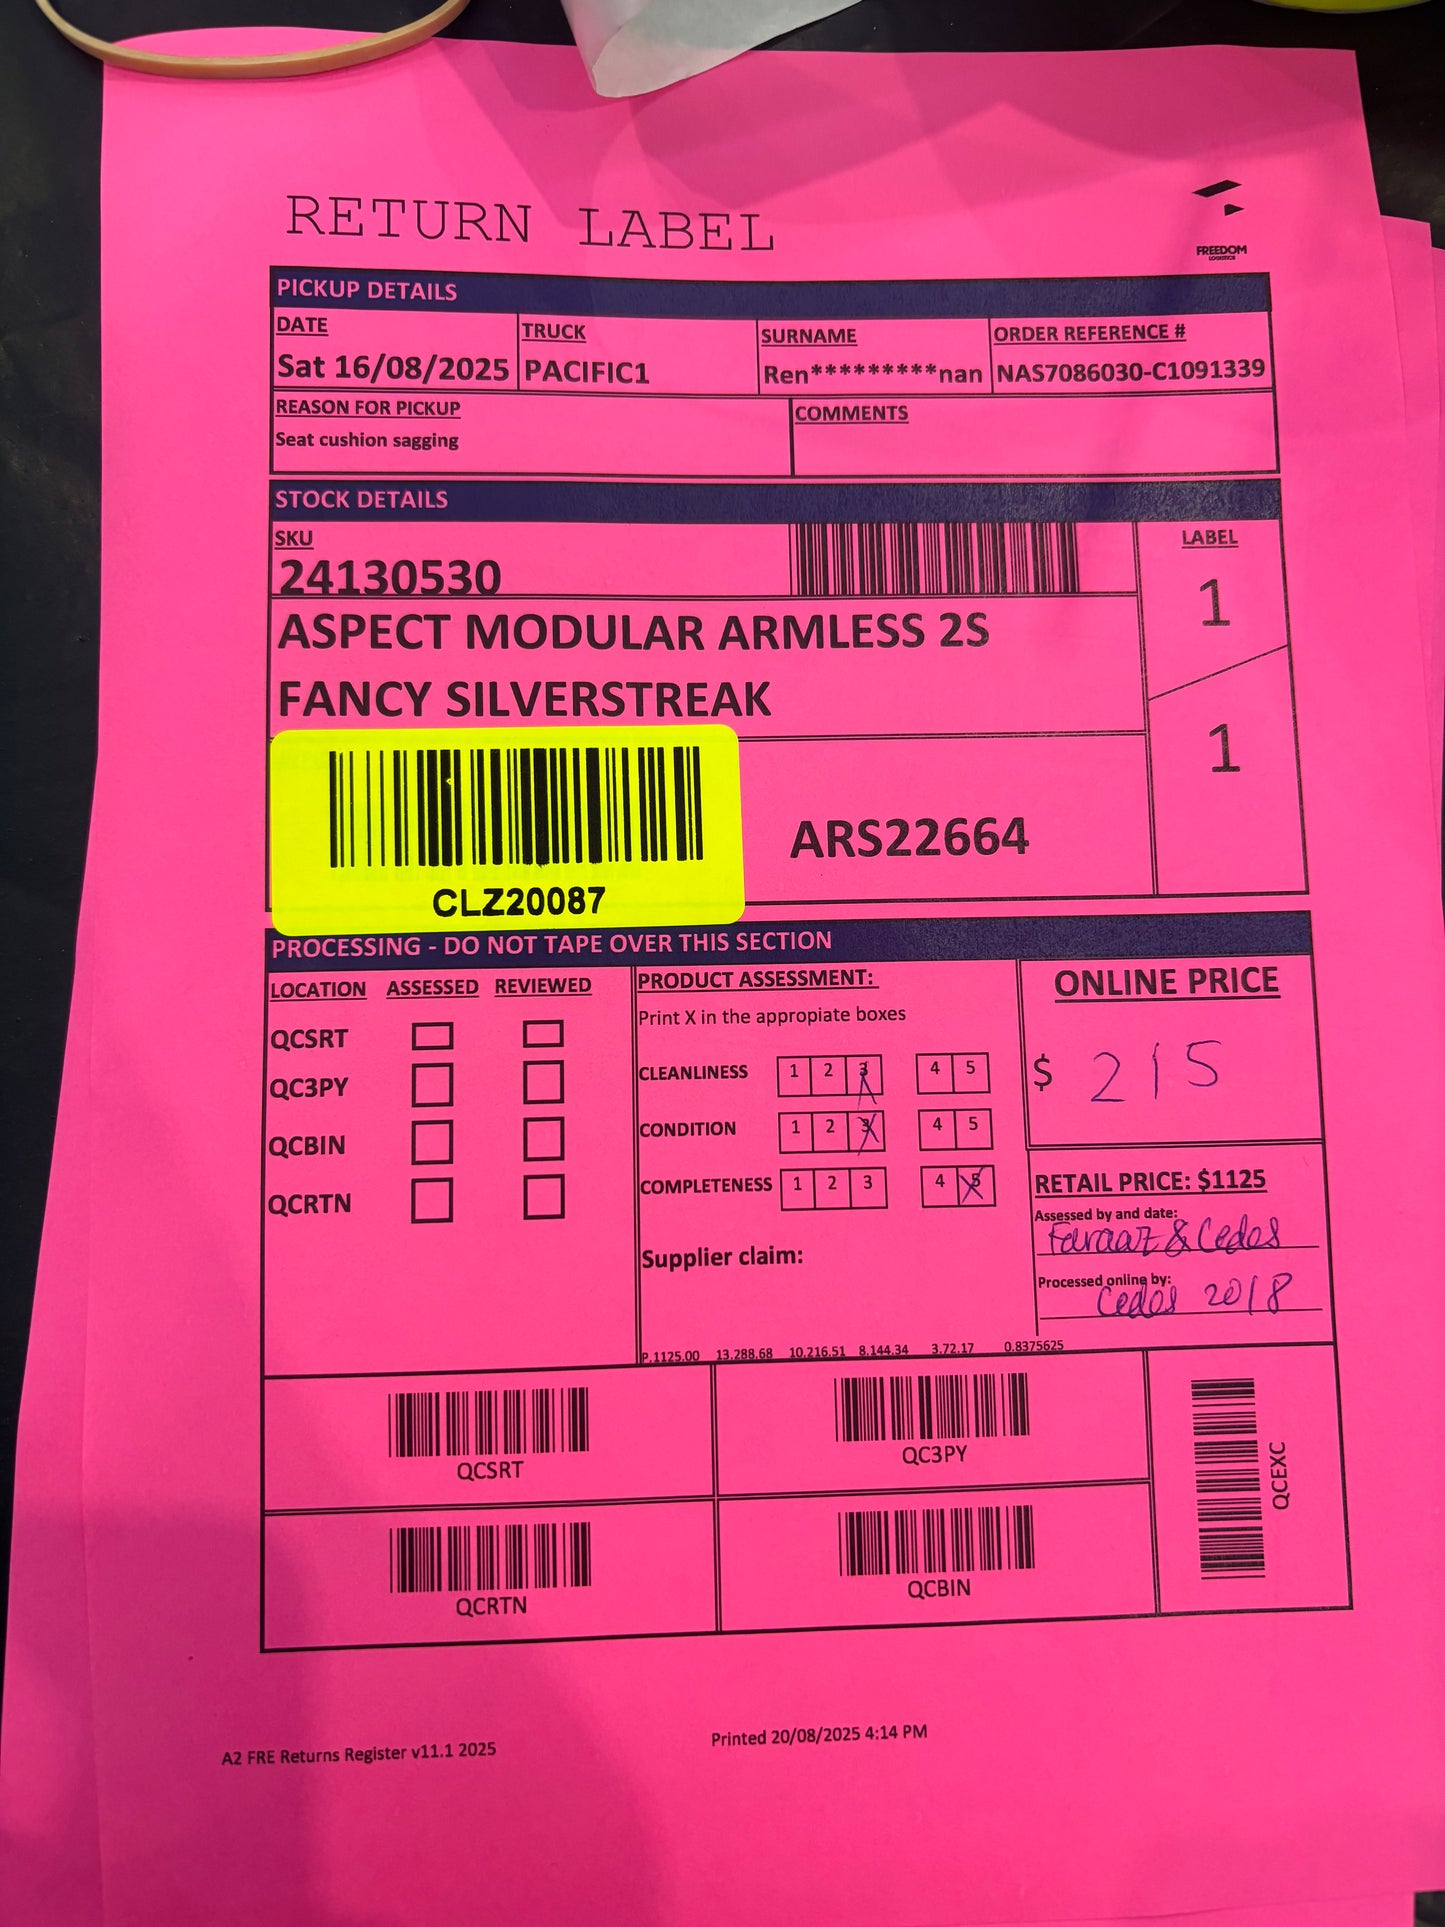 RETURN LABEL
FREEDOM
LOGISTICS
PICKUP DETAILS
DATE TRUCK SURNAME ORDER REFERENCE #
Sat 16/08/2025 PACIFIC1 Ren*********nan NAS7086030-C1091339
REASON FOR PICKUP COMMENTS
Seat cushion sagging
STOCK DETAILS
SKU LABEL
24130530 1
ASPECT MODULAR ARMLESS 2S
FANCY SILVERSTREAK
1
ARS22664
CLZ20087
PROCESSING - DO NOT TAPE OVER THIS SECTION
LOCATION ASSESSED REVIEWED
QCSRT
QC3PY
QCBIN
QCRTN
PRODUCT ASSESSMENT:
Print X in the appropiate boxes
CLEANLINESS 1 2 3 4 5
CONDITION 1 2 3 4 5
COMPLETENESS 1 2 3 4 5
Supplier claim:
P.1125.00 13.288.68 10.216.51 8.144.34 3.72.17 0.8375625
ONLINE PRICE
$ 215
RETAIL PRICE: $1125
Assessed by and date:
Faraaz & Cedos
Processed online by:
Cedos 20/8
QCSRT
QC3PY
QCEXC
QCRTN
QCBIN
A2 FRE Returns Register v11.1 2025
Printed 20/08/2025 4:14 PM